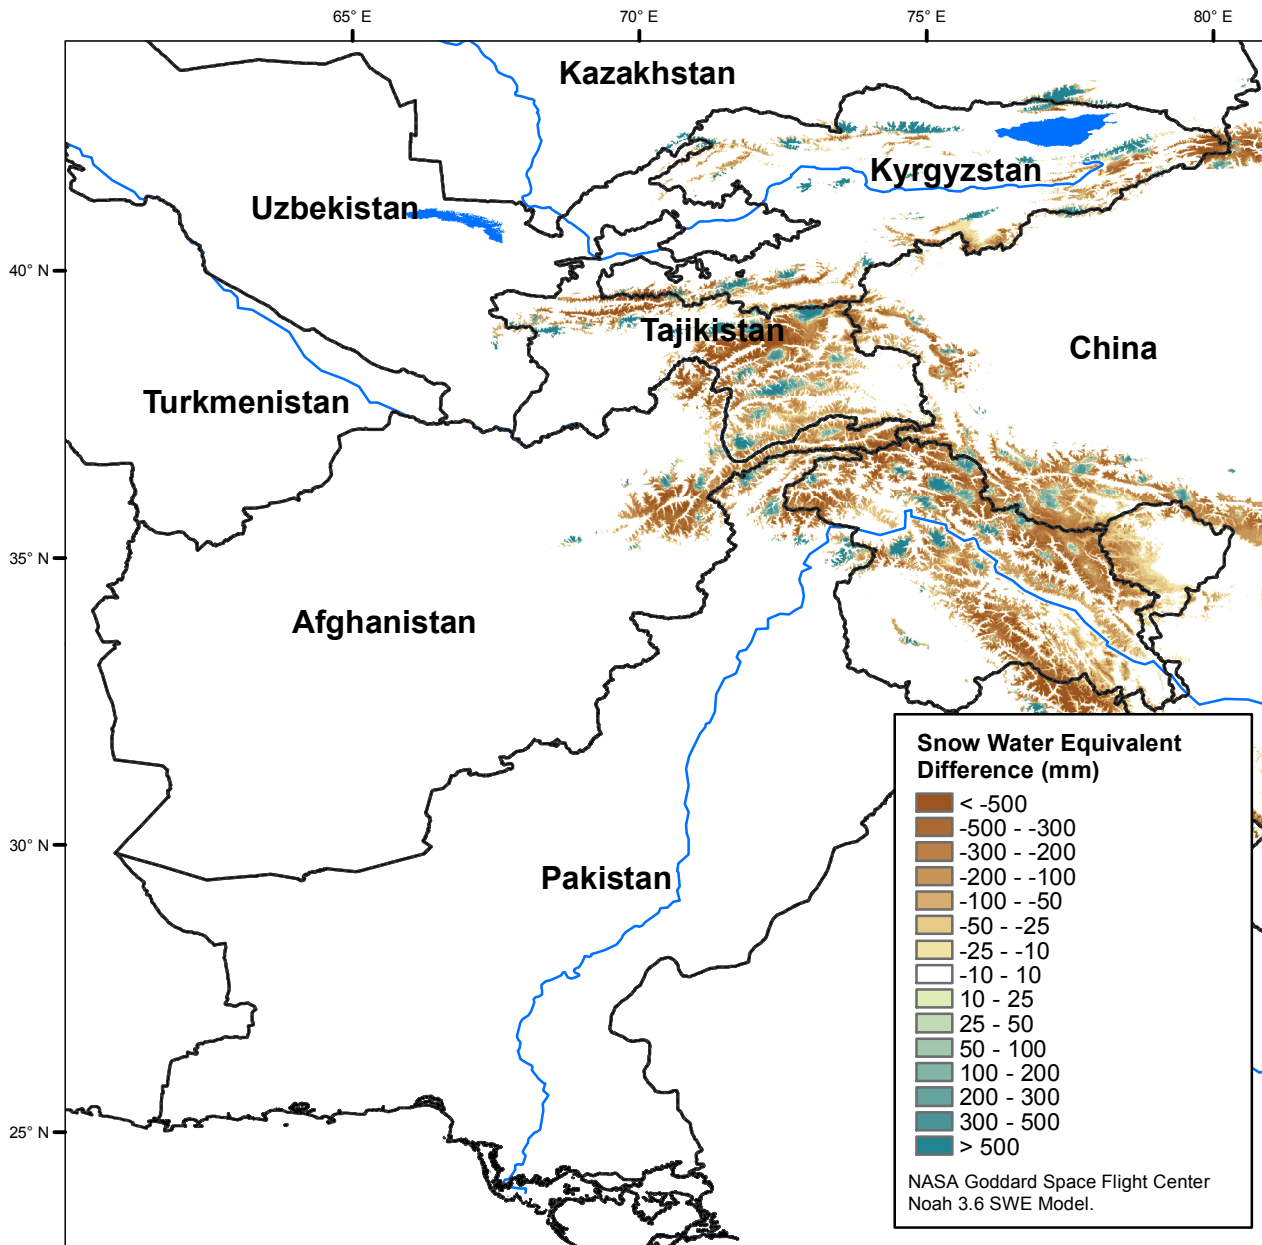 65° E
70° E
75° E
80° E
Kazakhstan
Kyrgyzstan
Uzbekistan
40° N
Tajikistan
China
Turkmenistan
35° N
Afghanistan
30° N
Pakistan
25° N
Snow Water Equivalent
Difference (mm)
< -500
-500 - -300
-300 - -200
-200 - -100
-100 - -50
-50 - -25
-25 - -10
-10 - 10
10 - 25
25 - 50
50 - 100
100 - 200
200 - 300
300 - 500
> 500
NASA Goddard Space Flight Center
Noah 3.6 SWE Model.